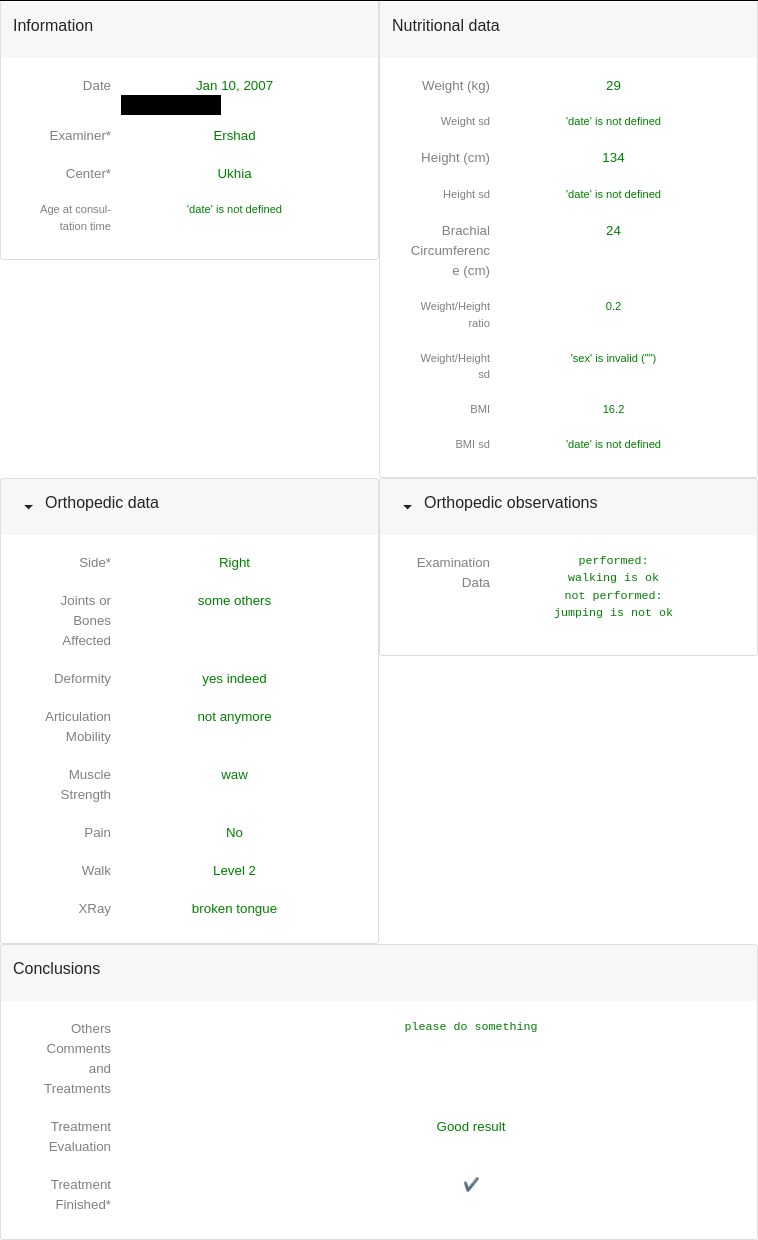 Information
Date Jan 10, 2007
Examiner* Ershad
Center* Ukhia
Age at consul- 'date' is not defined
tation time
Nutritional data
Weight (kg) 29
Weight sd 'date' is not defined
Height (cm) 134
Height sd 'date' is not defined
Brachial 24
Circumferenc
e (cm)
Weight/Height 0.2
ratio
Weight/Height 'sex' is invalid ("")
sd
BMI 16.2
BMI sd 'date' is not defined
Orthopedic data
Side* Right
Joints or some others
Bones
Affected
Deformity yes indeed
Articulation not anymore
Mobility
Muscle waw
Strength
Pain No
Walk Level 2
XRay broken tongue
Orthopedic observations
Examination performed:
Data walking is ok
not performed:
jumping is not ok
Conclusions
Others please do something
Comments
and
Treatments
Treatment Good result
Evaluation
Treatment ✔
Finished*